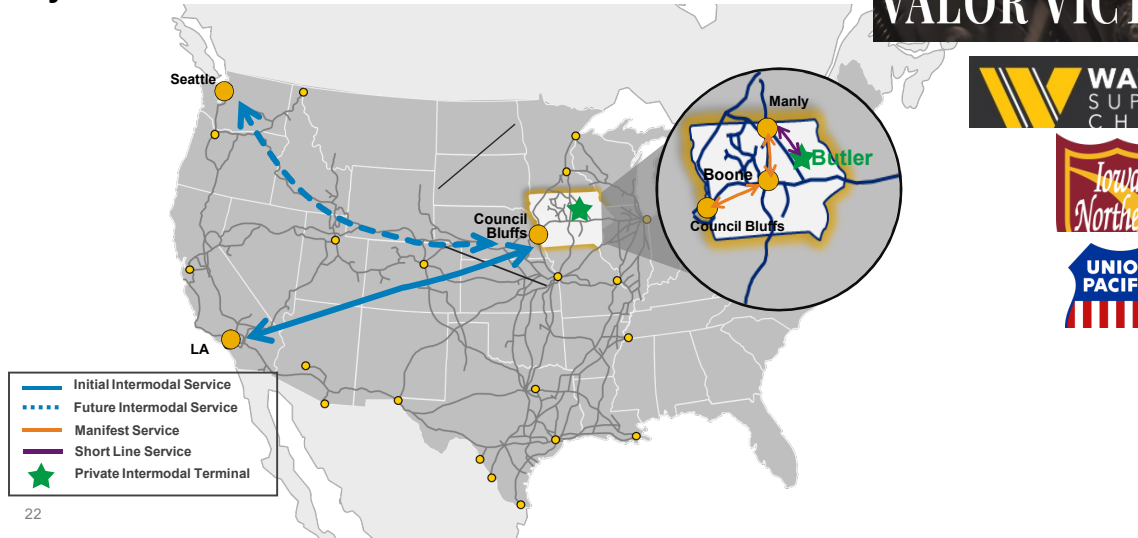 VALOR
Seattle
Manly
Butler
Boone
Council Bluffs
Council
Bluffs
LA
Initial Intermodal Service
Future Intermodal Service
Manifest Service
Short Line Service
Private Intermodal Terminal
22